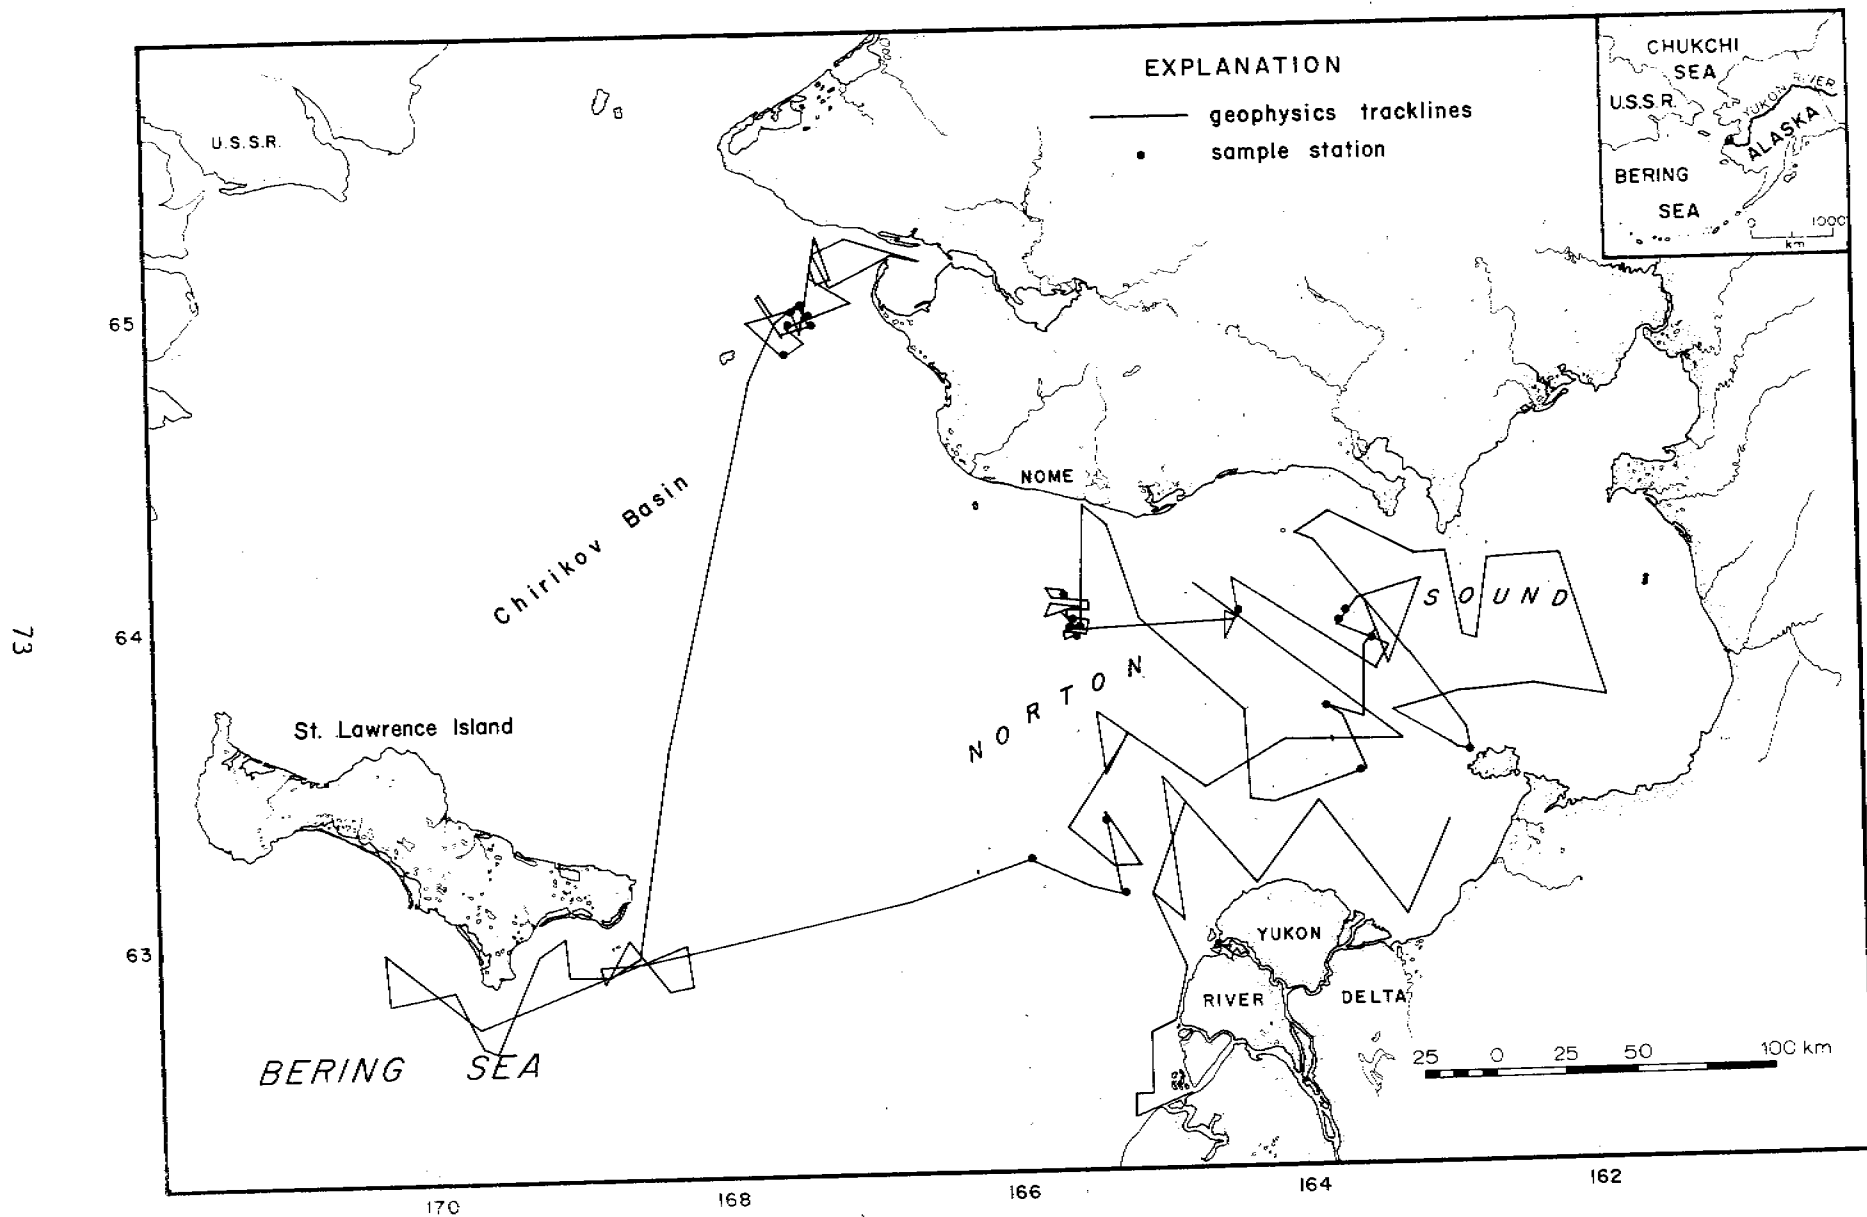 EXPLANATION
geophysics tracklines
sample station
CHUKCHI
SEA
U.S.S.R.
YUKON RIVER
ALASKA
BERING
SEA
0 1000
km
U.S.S.R.
65
NOME
Chirikov Basin
SOUND
64
NORTON
73
St. Lawrence Island
63
YUKON
RIVER DELTA
BERING SEA
25 0 25 50 100 km
170 168 166 164 162